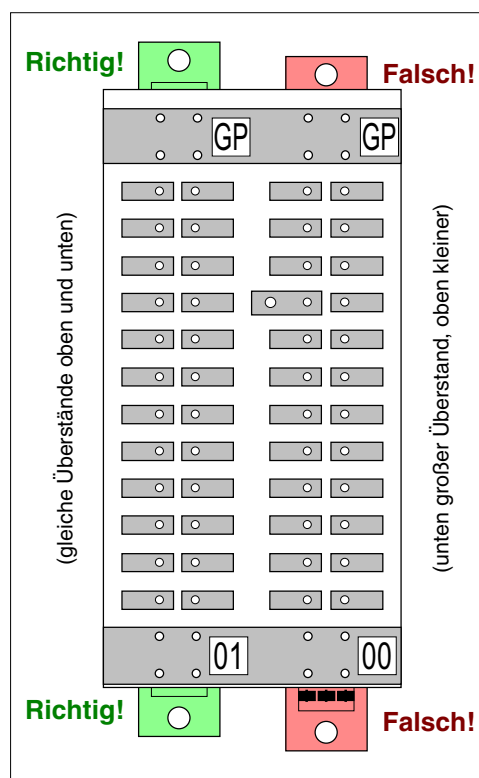 Richtig!
Falsch!
GP
GP
(gleiche Überstände oben und unten)
(unten großer Überstand, oben kleiner)
01
00
Richtig!
Falsch!